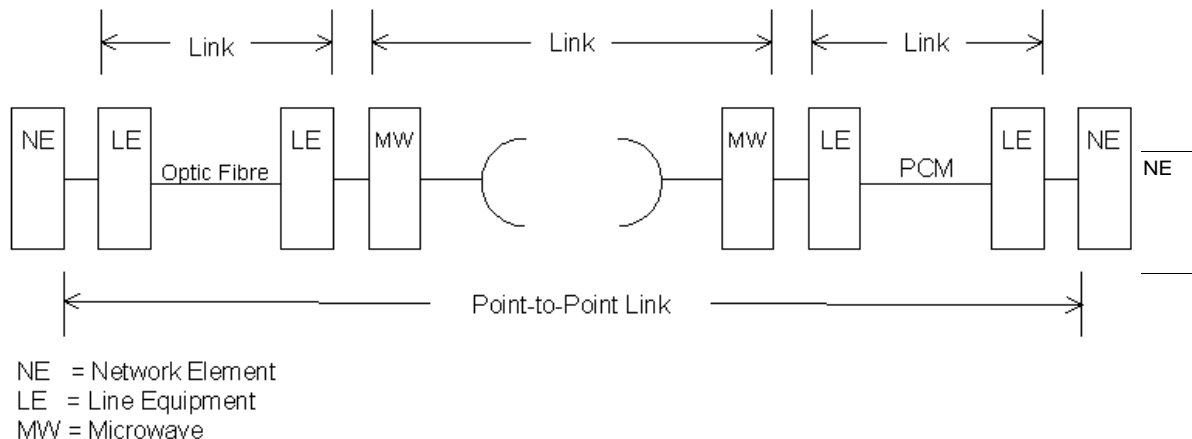 Link Link Link
NE LE LE MW MW LE LE NE
Optic Fibre PCM NE
Point-to-Point Link
NE = Network Element
LE = Line Equipment
MW = Microwave